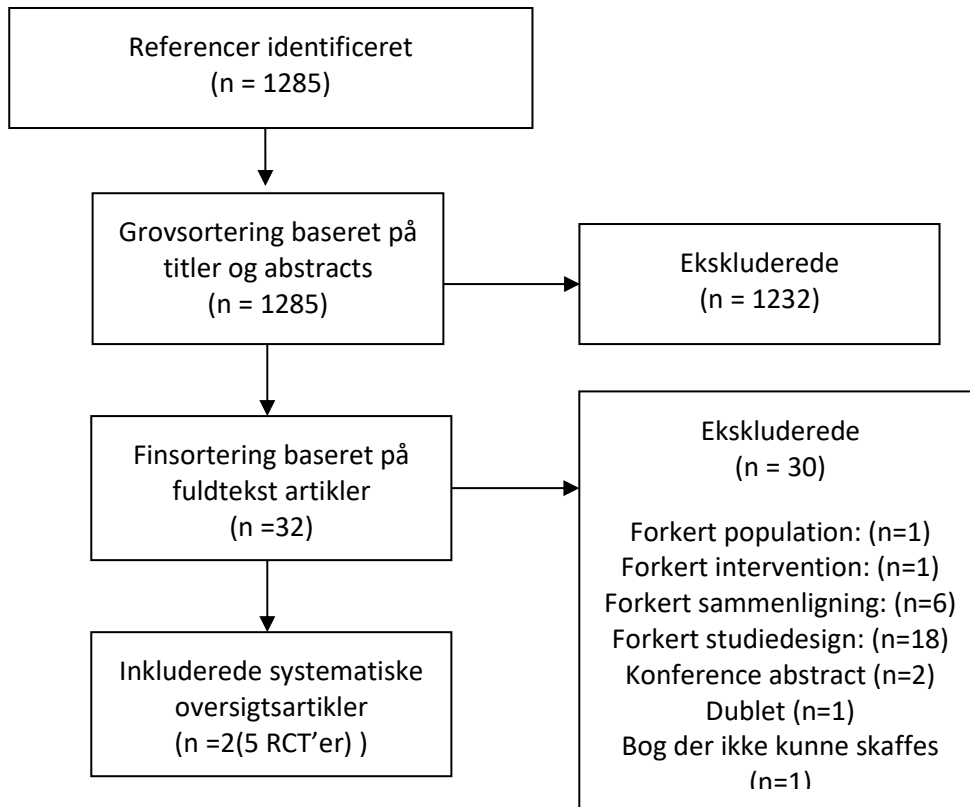 Referencer identificeret
(n = 1285)
Grovsortering baseret på
titler og abstracts
(n = 1285)
Ekskluderede
(n = 1232)
Finsortering baseret på
fuldtekst artikler
(n =32)
Ekskluderede
(n = 30)
Forkert population: (n=1)
Forkert intervention: (n=1)
Forkert sammenligning: (n=6)
Forkert studiedesign: (n=18)
Konference abstract (n=2)
Dublet (n=1)
Bog der ikke kunne skaffes
(n=1)
Inkluderede systematiske
oversigtsartikler
(n =2(5 RCT’er) )